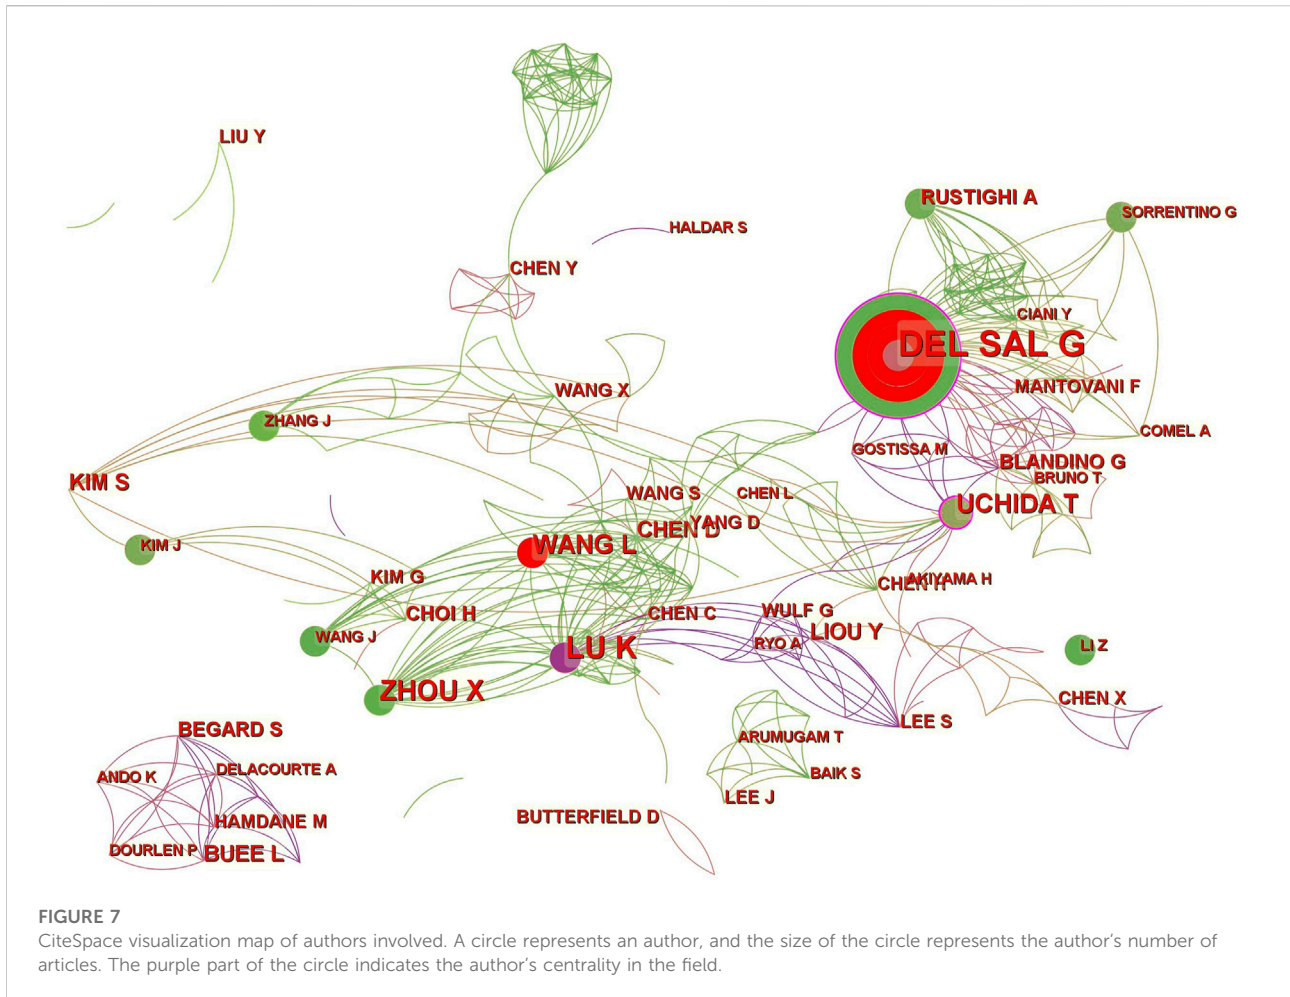 LIU Y
RUSTIGHI A
SORRENTINO G
HALDAR S
CHEN Y
CIANI Y
DEL SAL G
MANTOVANI F
WANG X
ZHANG J
COMEL A
GOSTISSA M
BLANDINO G
BRUNO T
KIM S
WANG S
CHEN L
UCHIDA T
CHEN D
YANG D
WANG L
KIM J
KIM G
CHEN H
AKIYAMA H
CHOI H
CHEN C
WULF G
LIOU Y
WANG J
RYO A
LU K
LI Z
ZHOU X
CHEN X
LEE S
BEGARD S
ARUMUGAM T
DELACOURTE A
ANDO K
BAIK S
LEE J
HAMDANE M
BUTTERFIELD D
DOURLEN P
BUEE L
FIGURE 7
CiteSpace visualization map of authors involved. A circle represents an author, and the size of the circle represents the author's number of
articles. The purple part of the circle indicates the author's centrality in the field.